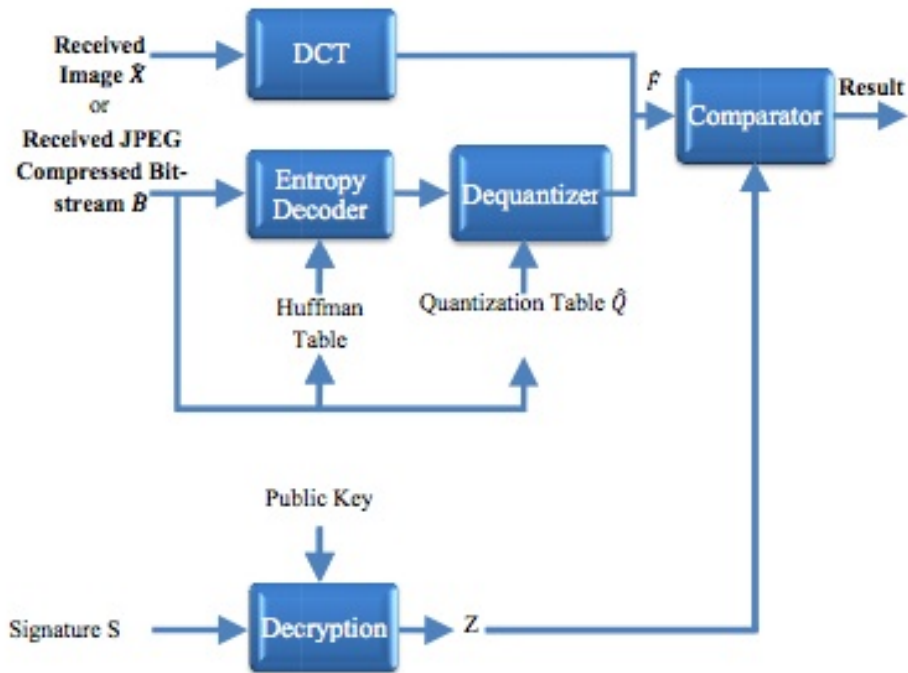 Received
Image X̂
or
Received JPEG
Compressed Bit-
stream B̂
DCT
F̂
Comparator
Result
Entropy
Decoder
Dequantizer
Huffman
Table
Quantization Table Q̂
Public Key
Signature S
Decryption
Z